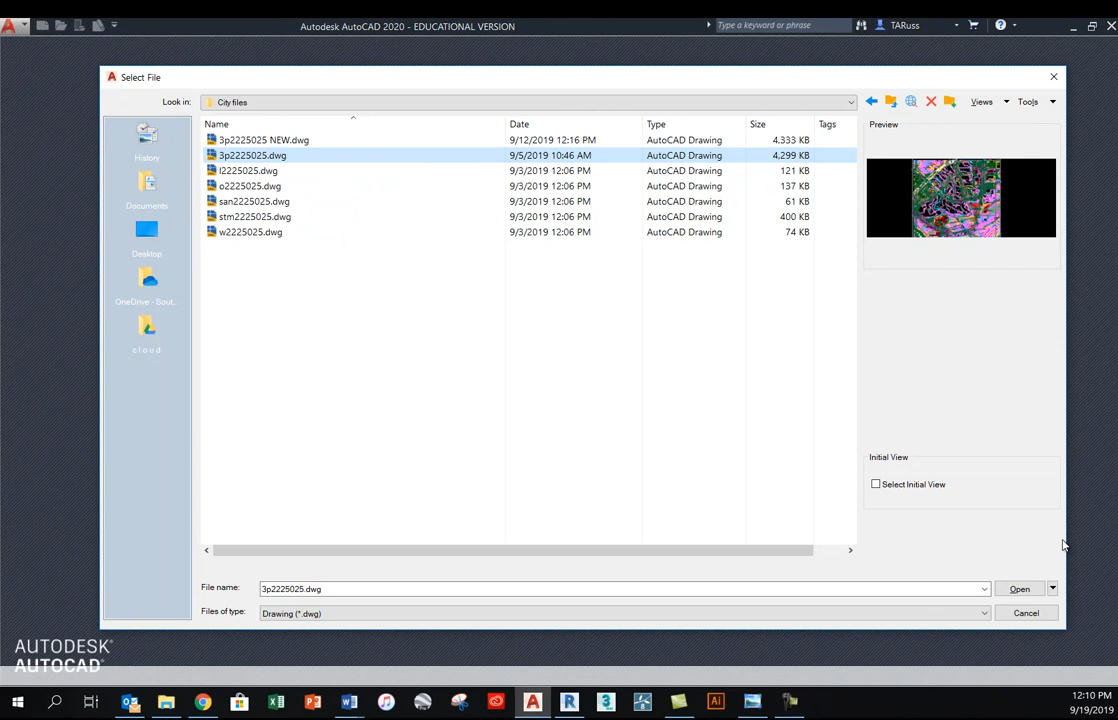 Autodesk AutoCAD 2020 - EDUCATIONAL VERSION
Type a keyword or phrase
TARuss
Select File
Look in:
City files
Views
Tools
Name
Date
Type
Size
Tags
3p2225025 NEW.dwg 9/12/2019 12:16 PM AutoCAD Drawing 4,333 KB
3p2225025.dwg 9/5/2019 10:46 AM AutoCAD Drawing 4,299 KB
l2225025.dwg 9/3/2019 12:06 PM AutoCAD Drawing 121 KB
o2225025.dwg 9/3/2019 12:06 PM AutoCAD Drawing 137 KB
san2225025.dwg 9/3/2019 12:06 PM AutoCAD Drawing 61 KB
stm2225025.dwg 9/3/2019 12:06 PM AutoCAD Drawing 400 KB
w2225025.dwg 9/3/2019 12:06 PM AutoCAD Drawing 74 KB
History
Documents
Desktop
OneDrive - Sout...
c l o u d
Preview
Initial View
Select Initial View
File name:
3p2225025.dwg
Open
Files of type:
Drawing (*.dwg)
Cancel
AUTODESK®
AUTOCAD®
12:10 PM
9/19/2019